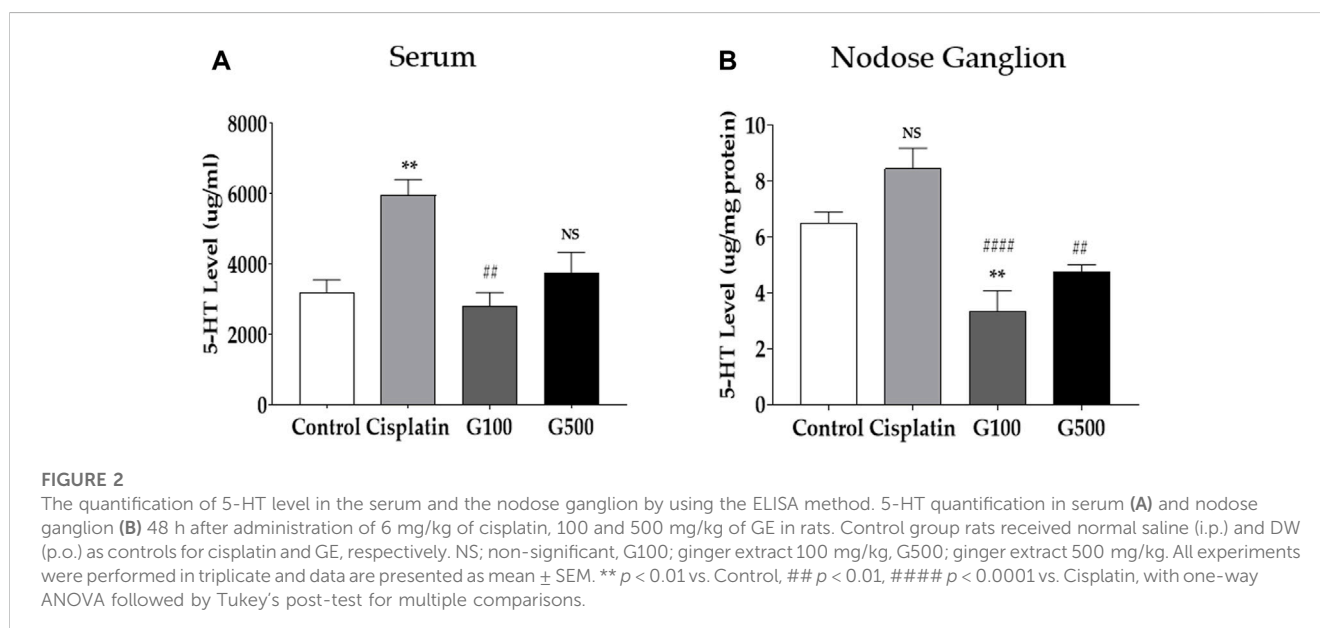 A
Serum
5-HT Level (ug/ml)
8000
6000
4000
2000
0
**
##
NS
Control Cisplatin G100 G500
B
Nodose Ganglion
5-HT Level (ug/mg protein)
10
8
6
4
2
0
NS
####
**
##
Control Cisplatin G100 G500
FIGURE 2
The quantification of 5-HT level in the serum and the nodose ganglion by using the ELISA method. 5-HT quantification in serum (A) and nodose
ganglion (B) 48 h after administration of 6 mg/kg of cisplatin, 100 and 500 mg/kg of GE in rats. Control group rats received normal saline (i.p.) and DW
(p.o.) as controls for cisplatin and GE, respectively. NS; non-significant, G100; ginger extract 100 mg/kg, G500; ginger extract 500 mg/kg. All experiments
were performed in triplicate and data are presented as mean ± SEM. ** p < 0.01 vs. Control, ## p < 0.01, #### p < 0.0001 vs. Cisplatin, with one-way
ANOVA followed by Tukey's post-test for multiple comparisons.